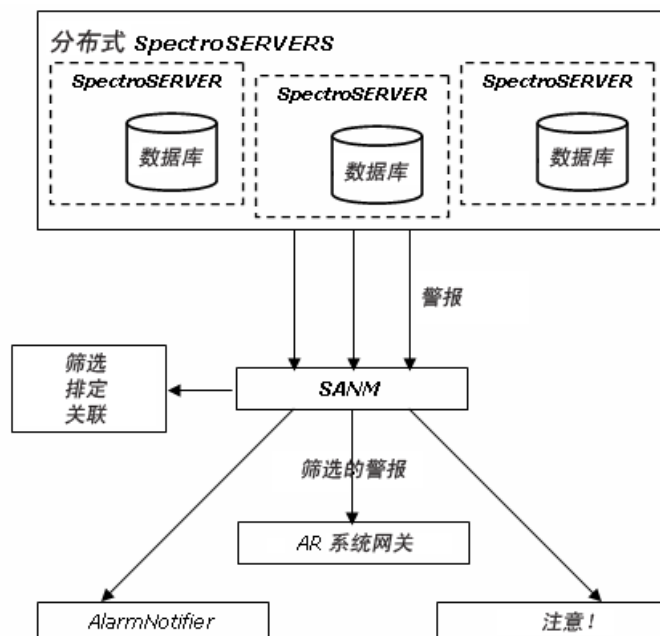 分布式 SpectroSERVERS
SpectroSERVER
SpectroSERVER
SpectroSERVER
数据库
数据库
数据库
警报
筛选
排定
关联
SANM
筛选的警报
AR 系统网关
AlarmNotifier
注意！